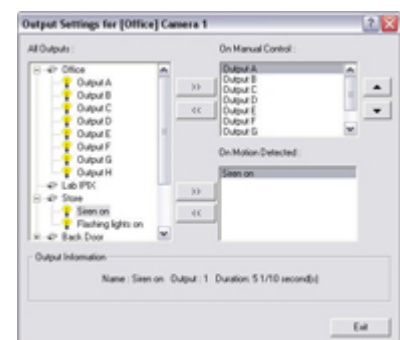 Output Settings for [Office] Camera 1
All Outputs :
Office
Output A
Output B
Output C
Output D
Output E
Output F
Output G
Output H
Lab IPIX
Store
Siren on
Flashing lights on
Back Door
>>
<<
>>
<<
On Manual Control :
Output A
Output B
Output C
Output D
Output E
Output F
Output G
On Motion Detected :
Siren on
Output Information
Name : Siren on Output : 1 Duration: 5 1/10 second(s)
Exit